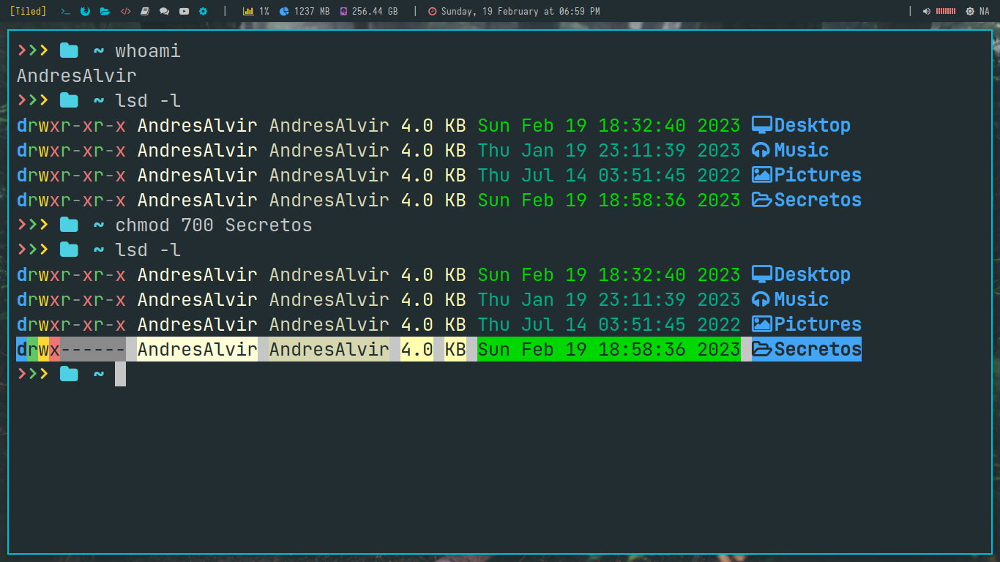 [Tiled] 1% 1237 MB 256.44 GB Sunday, 19 February at 06:59 PM NA
>>> ~ whoami
AndresAlvir
>>> ~ lsd -l
drwxr-xr-x AndresAlvir AndresAlvir 4.0 KB Sun Feb 19 18:32:40 2023 Desktop
drwxr-xr-x AndresAlvir AndresAlvir 4.0 KB Thu Jan 19 23:11:39 2023 Music
drwxr-xr-x AndresAlvir AndresAlvir 4.0 KB Thu Jul 14 03:51:45 2022 Pictures
drwxr-xr-x AndresAlvir AndresAlvir 4.0 KB Sun Feb 19 18:58:36 2023 Secretos
>>> ~ chmod 700 Secretos
>>> ~ lsd -l
drwxr-xr-x AndresAlvir AndresAlvir 4.0 KB Sun Feb 19 18:32:40 2023 Desktop
drwxr-xr-x AndresAlvir AndresAlvir 4.0 KB Thu Jan 19 23:11:39 2023 Music
drwxr-xr-x AndresAlvir AndresAlvir 4.0 KB Thu Jul 14 03:51:45 2022 Pictures
drwx------ AndresAlvir AndresAlvir 4.0 KB Sun Feb 19 18:58:36 2023 Secretos
>>> ~